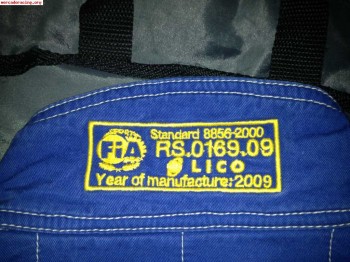 mercadoracing.org
Standard 8856-2000
FIA
RS.0169.09
LICO
Year of manufacture: 2009